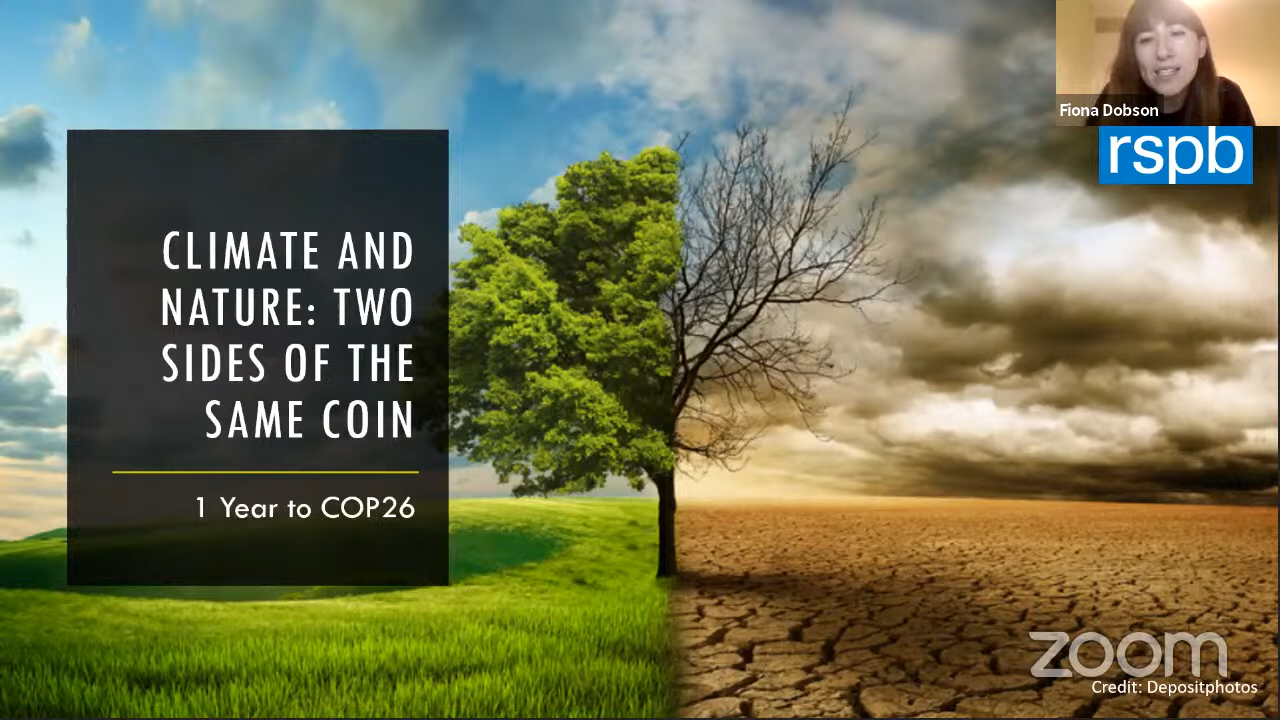 Fiona Dobson
rspb
CLIMATE AND
NATURE: TWO
SIDES OF THE
SAME COIN
1 Year to COP26
zoom
Credit: Depositphotos